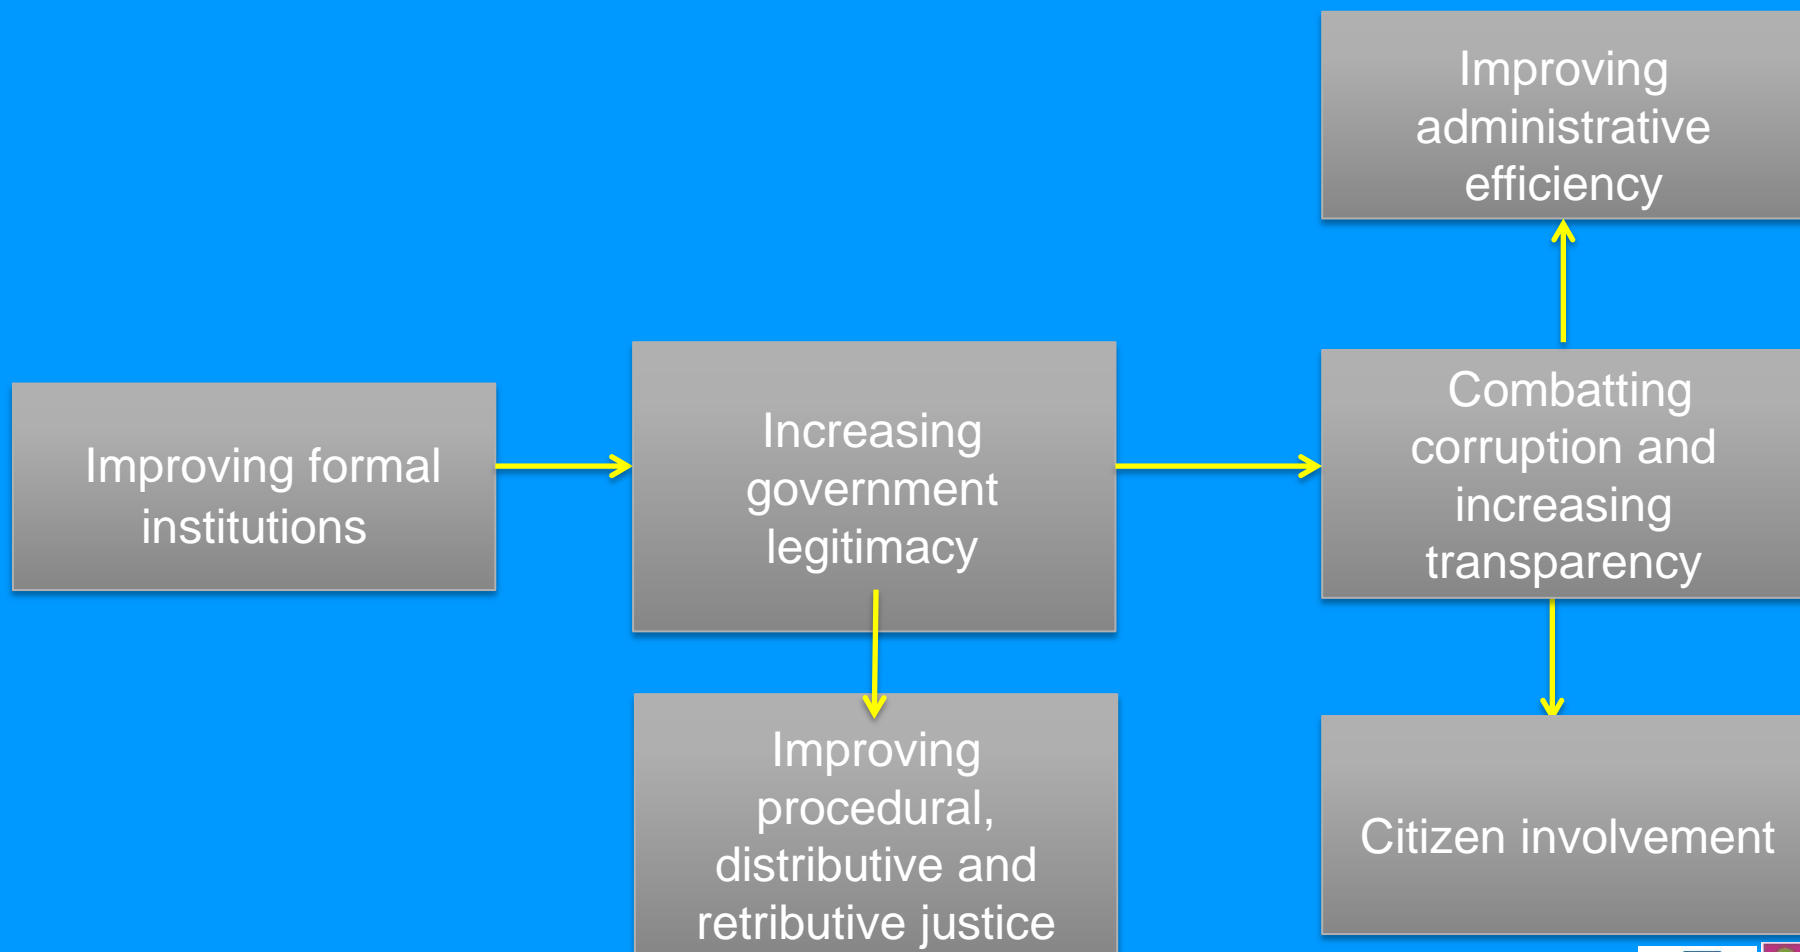 Improving
administrative
efficiency
Improving formal
institutions
Increasing
government
legitimacy
Combatting
corruption and
increasing
transparency
Improving
procedural,
distributive and
retributive justice
Citizen involvement